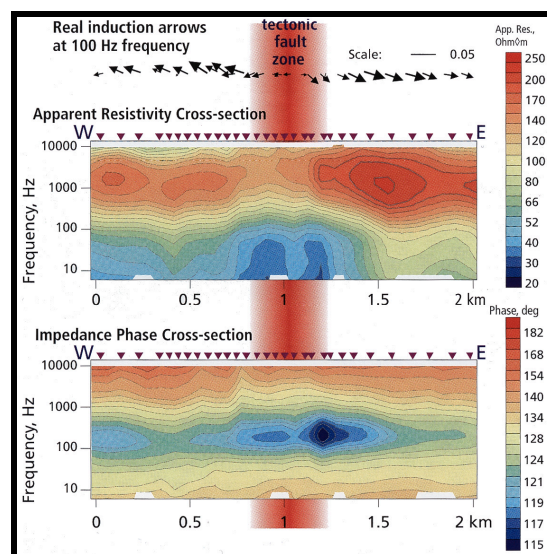 Real induction arrows
at 100 Hz frequency
tectonic
fault
zone
Scale: 0.05
App. Res.,
Ohm◊m
250
200
170
140
120
100
80
66
52
44
38
30
20
Apparent Resistivity Cross-section
W E
Frequency, Hz
10000
1000
100
10
0 0.5 1 1.5 2 km
Impedance Phase Cross-section
W E
Frequency, Hz
10000
1000
100
10
0 0.5 1 1.5 2 km
Phase, deg
182
168
154
140
134
128
124
121
119
117
115